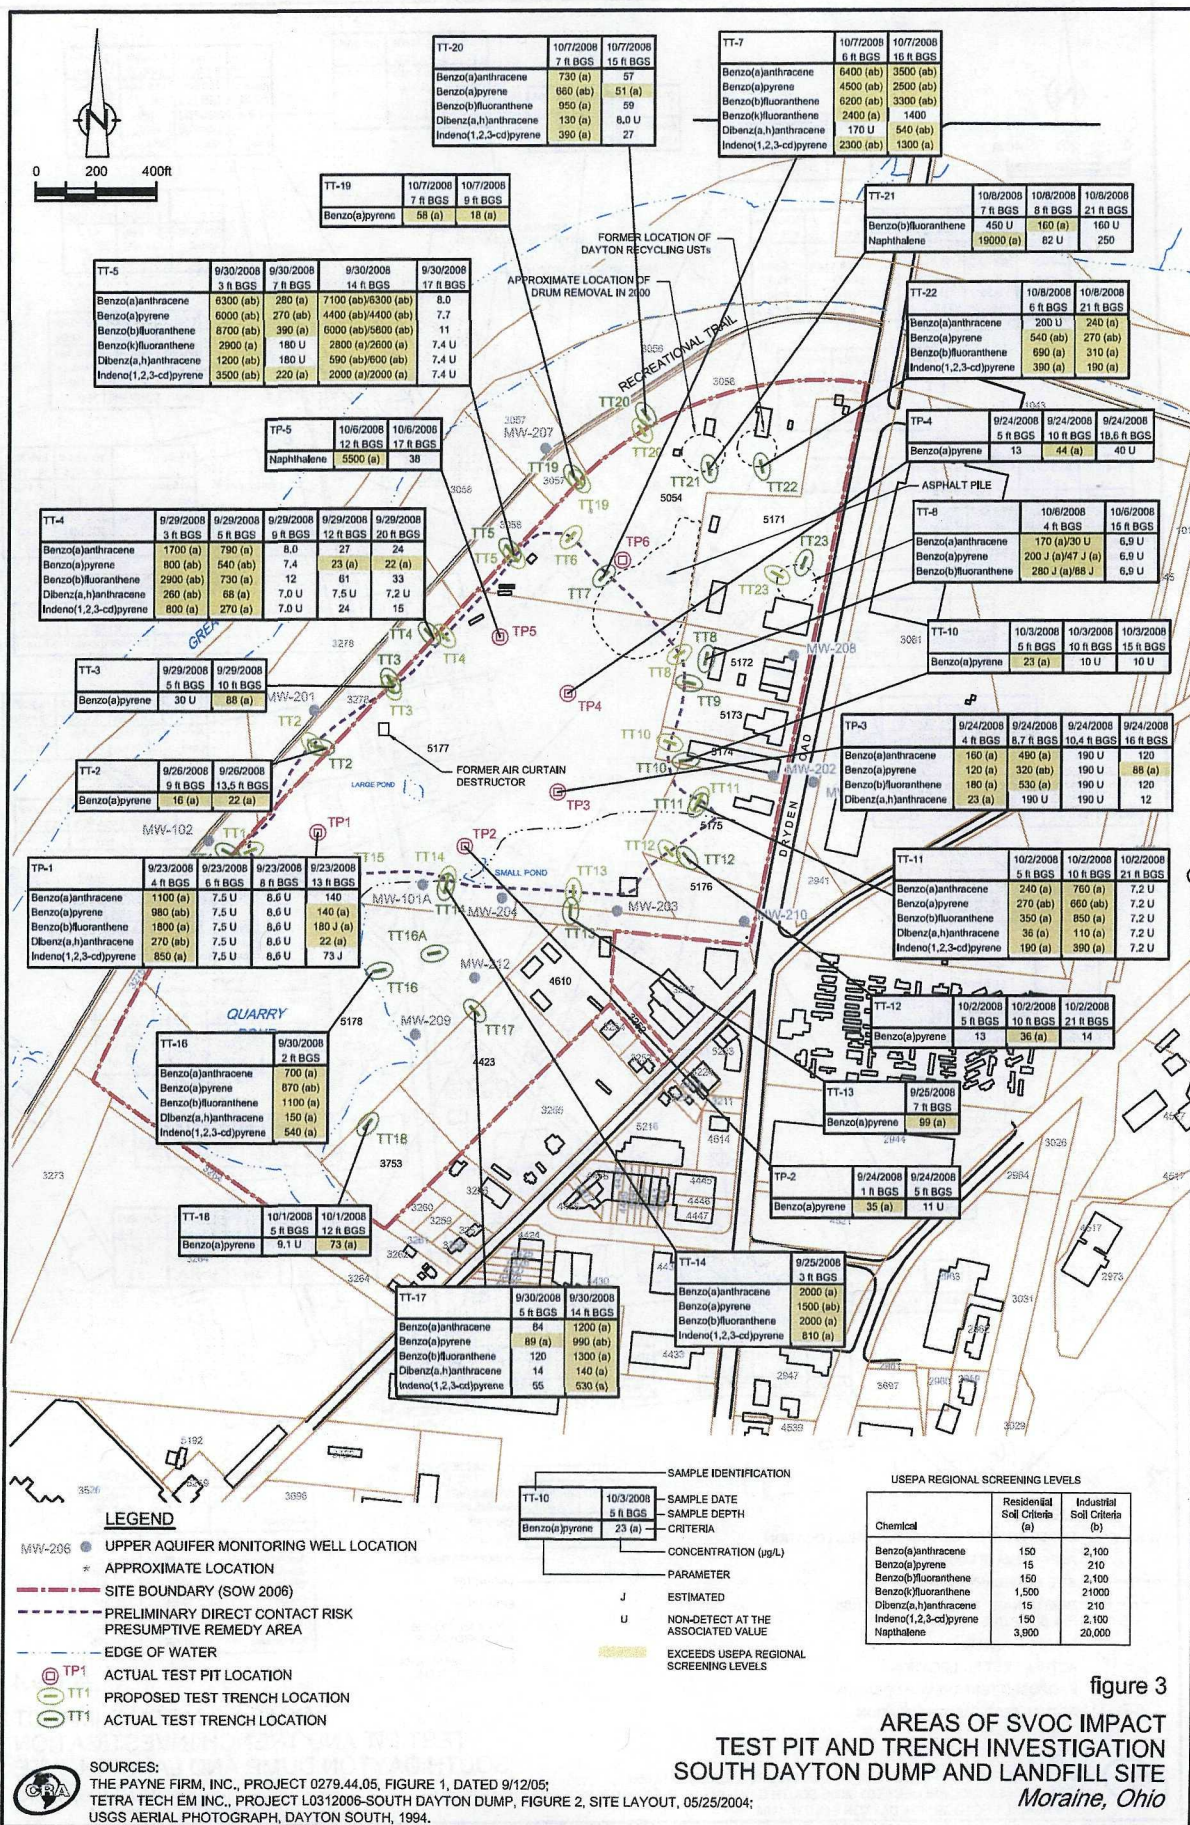 TT-20 10/7/2008 10/7/2008
7 ft BGS 15 ft BGS
Benzo(a)anthracene 730 (a) 57
Benzo(a)pyrene 660 (ab) 51 (a)
Benzo(b)fluoranthene 950 (a) 59
Dibenz(a,h)anthracene 130 (a) 8.0 U
Indeno(1,2,3-cd)pyrene 390 (a) 27
TT-7 10/7/2008 10/7/2008
6 ft BGS 16 ft BGS
Benzo(a)anthracene 6400 (ab) 3500 (ab)
Benzo(a)pyrene 4500 (ab) 2500 (ab)
Benzo(b)fluoranthene 6200 (ab) 3300 (ab)
Benzo(k)fluoranthene 2400 (a) 1400
Dibenz(a,h)anthracene 170 U 540 (ab)
Indeno(1,2,3-cd)pyrene 2300 (ab) 1300 (a)
N
0 200 400ft
TT-19 10/7/2008 10/7/2008
7 ft BGS 9 ft BGS
Benzo(a)pyrene 58 (a) 18 (a)
TT-21 10/8/2008 10/8/2008 10/8/2008
7 ft BGS 8 ft BGS 21 ft BGS
Benzo(b)fluoranthene 450 U 160 (a) 160 U
Naphthalene 19000 (a) 82 U 250
FORMER LOCATION OF
DAYTON RECYCLING USTs
APPROXIMATE LOCATION OF
DRUM REMOVAL IN 2000
RECREATIONAL TRAIL
TT-5 9/30/2008 9/30/2008 9/30/2008 9/30/2008
3 ft BGS 7 ft BGS 14 ft BGS 17 ft BGS
Benzo(a)anthracene 6300 (ab) 280 (a) 7100 (ab)/6300 (ab) 8.0
Benzo(a)pyrene 6000 (ab) 270 (ab) 4400 (ab)/4400 (ab) 7.7
Benzo(b)fluoranthene 8700 (ab) 390 (a) 6000 (ab)/5800 (ab) 11
Benzo(k)fluoranthene 2900 (a) 180 U 2800 (a)/2600 (a) 7.4 U
Dibenz(a,h)anthracene 1200 (ab) 180 U 590 (ab)/600 (ab) 7.4 U
Indeno(1,2,3-cd)pyrene 3500 (ab) 220 (a) 2000 (a)/2000 (a) 7.4 U
TT-22 10/8/2008 10/8/2008
6 ft BGS 21 ft BGS
Benzo(a)anthracene 200 U 240 (a)
Benzo(a)pyrene 540 (ab) 270 (ab)
Benzo(b)fluoranthene 690 (a) 310 (a)
Indeno(1,2,3-cd)pyrene 390 (a) 190 (a)
TP-5 10/6/2008 10/6/2008
12 ft BGS 17 ft BGS
Naphthalene 5500 (a) 38
TP-4 9/24/2008 9/24/2008 9/24/2008
5 ft BGS 10 ft BGS 18.6 ft BGS
Benzo(a)pyrene 13 44 (a) 40 U
ASPHALT PILE
TT-8 10/6/2008 10/6/2008
4 ft BGS 15 ft BGS
Benzo(a)anthracene 170 (a)/30 U 6.9 U
Benzo(a)pyrene 200 J (a)/47 J (a) 6.9 U
Benzo(b)fluoranthene 280 J (a)/68 J 6.9 U
TT-4 9/29/2008 9/29/2008 9/29/2008 9/29/2008 9/29/2008
3 ft BGS 5 ft BGS 9 ft BGS 12 ft BGS 20 ft BGS
Benzo(a)anthracene 1700 (a) 790 (a) 8.0 27 24
Benzo(a)pyrene 800 (ab) 540 (ab) 7.4 23 (a) 22 (a)
Benzo(b)fluoranthene 2900 (ab) 730 (a) 12 61 33
Dibenz(a,h)anthracene 260 (ab) 68 (a) 7.0 U 7.5 U 7.2 U
Indeno(1,2,3-cd)pyrene 800 (a) 270 (a) 7.0 U 24 15
TT-10 10/3/2008 10/3/2008 10/3/2008
5 ft BGS 10 ft BGS 15 ft BGS
Benzo(a)pyrene 23 (a) 10 U 10 U
TT-3 9/29/2008 9/29/2008
5 ft BGS 10 ft BGS
Benzo(a)pyrene 30 U 88 (a)
TP-3 9/24/2008 9/24/2008 9/24/2008 9/24/2008
4 ft BGS 8.7 ft BGS 10.4 ft BGS 16 ft BGS
Benzo(a)anthracene 160 (a) 490 (a) 190 U 120
Benzo(a)pyrene 120 (a) 320 (ab) 190 U 88 (a)
Benzo(b)fluoranthene 180 (a) 530 (a) 190 U 120
Dibenz(a,h)anthracene 23 (a) 190 U 190 U 12
TT-2 9/26/2008 9/26/2008
9 ft BGS 13.5 ft BGS
Benzo(a)pyrene 16 (a) 22 (a)
FORMER AIR CURTAIN
DESTRUCTOR
LARGE POND
SMALL POND
DRYDEN ROAD
MW-207
MW-201
MW-102
MW-208
MW-202
MW-101A
MW-204
MW-203
MW-210
MW-212
MW-209
TP1
TP2
TP3
TP4
TP5
TP6
TT20
TT19
TT21
TT22
TT23
TT5
TT6
TT7
TT4
TT3
TT2
TT1
TT8
TT9
TT10
TT11
TT12
TT13
TT14
TT15
TT16A
TT16
TT17
TT18
5054
5171
5172
5173
5174
5175
5176
5177
5178
4610
4423
3753
TP-1 9/23/2008 9/23/2008 9/23/2008 9/23/2008
4 ft BGS 6 ft BGS 8 ft BGS 13 ft BGS
Benzo(a)anthracene 1100 (a) 7.5 U 8.6 U 140
Benzo(a)pyrene 980 (ab) 7.5 U 8.6 U 140 (a)
Benzo(b)fluoranthene 1800 (a) 7.5 U 8.6 U 180 J (a)
Dibenz(a,h)anthracene 270 (ab) 7.5 U 8.6 U 22 (a)
Indeno(1,2,3-cd)pyrene 850 (a) 7.5 U 8.6 U 73 J
TT-11 10/2/2008 10/2/2008 10/2/2008
5 ft BGS 10 ft BGS 21 ft BGS
Benzo(a)anthracene 240 (a) 760 (a) 7.2 U
Benzo(a)pyrene 270 (ab) 660 (ab) 7.2 U
Benzo(b)fluoranthene 350 (a) 850 (a) 7.2 U
Dibenz(a,h)anthracene 36 (a) 110 (a) 7.2 U
Indeno(1,2,3-cd)pyrene 190 (a) 390 (a) 7.2 U
QUARRY
TT-12 10/2/2008 10/2/2008 10/2/2008
5 ft BGS 10 ft BGS 21 ft BGS
Benzo(a)pyrene 13 36 (a) 14
TT-16 9/30/2008
2 ft BGS
Benzo(a)anthracene 700 (a)
Benzo(a)pyrene 870 (ab)
Benzo(b)fluoranthene 1100 (a)
Dibenz(a,h)anthracene 150 (a)
Indeno(1,2,3-cd)pyrene 540 (a)
TT-13 9/25/2008
7 ft BGS
Benzo(a)pyrene 99 (a)
TP-2 9/24/2008 9/24/2008
1 ft BGS 5 ft BGS
Benzo(a)pyrene 35 (a) 11 U
TT-18 10/1/2008 10/1/2008
5 ft BGS 12 ft BGS
Benzo(a)pyrene 9.1 U 73 (a)
TT-14 9/25/2008
3 ft BGS
Benzo(a)anthracene 2000 (a)
Benzo(a)pyrene 1500 (ab)
Benzo(b)fluoranthene 2000 (a)
Indeno(1,2,3-cd)pyrene 810 (a)
TT-17 9/30/2008 9/30/2008
5 ft BGS 14 ft BGS
Benzo(a)anthracene 84 1200 (a)
Benzo(a)pyrene 89 (a) 990 (ab)
Benzo(b)fluoranthene 120 1300 (a)
Dibenz(a,h)anthracene 14 140 (a)
Indeno(1,2,3-cd)pyrene 55 530 (a)
LEGEND
MW-206 UPPER AQUIFER MONITORING WELL LOCATION
* APPROXIMATE LOCATION
SITE BOUNDARY (SOW 2006)
PRELIMINARY DIRECT CONTACT RISK
PRESUMPTIVE REMEDY AREA
EDGE OF WATER
TP1 ACTUAL TEST PIT LOCATION
TT1 PROPOSED TEST TRENCH LOCATION
TT1 ACTUAL TEST TRENCH LOCATION
SAMPLE IDENTIFICATION
TT-10 10/3/2008 SAMPLE DATE
5 ft BGS SAMPLE DEPTH
Benzo(a)pyrene 23 (a) CRITERIA
CONCENTRATION (µg/L)
PARAMETER
J ESTIMATED
U NON-DETECT AT THE
ASSOCIATED VALUE
EXCEEDS USEPA REGIONAL
SCREENING LEVELS
USEPA REGIONAL SCREENING LEVELS
Chemical Residential Soil Criteria (a) Industrial Soil Criteria (b)
Benzo(a)anthracene 150 2,100
Benzo(a)pyrene 15 210
Benzo(b)fluoranthene 150 2,100
Benzo(k)fluoranthene 1,500 21000
Dibenz(a,h)anthracene 15 210
Indeno(1,2,3-cd)pyrene 150 2,100
Napthalene 3,900 20,000
figure 3
AREAS OF SVOC IMPACT
TEST PIT AND TRENCH INVESTIGATION
SOUTH DAYTON DUMP AND LANDFILL SITE
Moraine, Ohio
CRA
SOURCES:
THE PAYNE FIRM, INC., PROJECT 0279.44.05, FIGURE 1, DATED 9/12/05;
TETRA TECH EM INC., PROJECT L0312006-SOUTH DAYTON DUMP, FIGURE 2, SITE LAYOUT, 05/25/2004;
USGS AERIAL PHOTOGRAPH, DAYTON SOUTH, 1994.